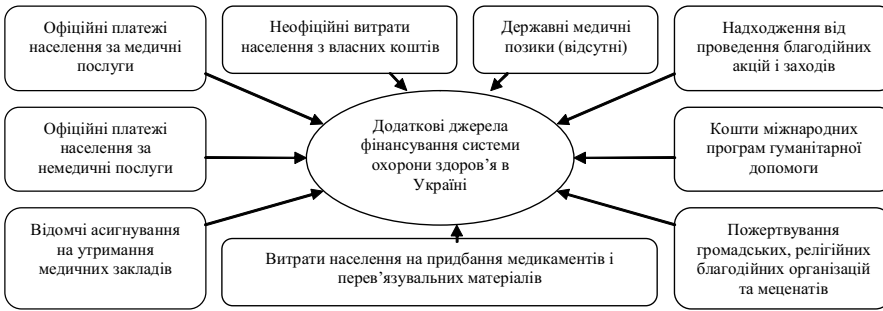 Офіційні платежі
населення за медичні
послуги
Неофіційні витрати
населення з власних коштів
Державні медичні
позики (відсутні)
Надходження від
проведення благодійних
акцій і заходів
Офіційні платежі
населення за
немедичні послуги
Додаткові джерела
фінансування системи
охорони здоров’я в
Україні
Кошти міжнародних
програм гуманітарної
допомоги
Відомчі асигнування
на утримання
медичних закладів
Витрати населення на придбання медикаментів і
перев’язувальних матеріалів
Пожертвування
громадських, релігійних
благодійних організацій
та меценатів